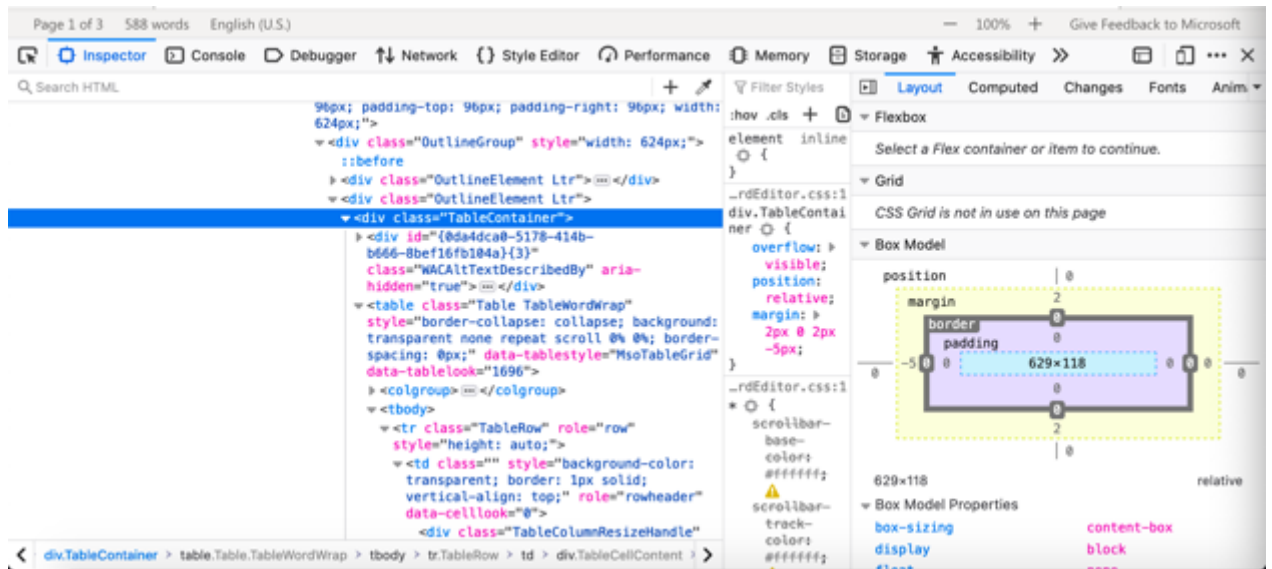 Page 1 of 3 588 words English (U.S.) — 100% + Give Feedback to Microsoft
Inspector Console Debugger Network {} Style Editor Performance Memory Storage Accessibility
Search HTML
96px; padding-top: 96px; padding-right: 96px; width:
624px;">
<div class="OutlineGroup" style="width: 624px;">
::before
<div class="OutlineElement Ltr"></div>
<div class="OutlineElement Ltr">
<div class="TableContainer">
<div id="{0da4dca0-5178-414b-
b666-8bef16fb104a}{3}"
class="WACAltTextDescribedBy" aria-
hidden="true"></div>
<table class="Table TableWordWrap"
style="border-collapse: collapse; background:
transparent none repeat scroll 0% 0%; border-
spacing: 0px;" data-tablestyle="MsoTableGrid"
data-tablelook="1696">
<colgroup></colgroup>
<tbody>
<tr class="TableRow" role="row"
style="height: auto;">
<td class="" style="background-color:
transparent; border: 1px solid;
vertical-align: top;" role="rowheader"
data-celllook="0">
<div class="TableColumnResizeHandle"
div.TableContainer > table.Table.TableWordWrap > tbody > tr.TableRow > td > div.TableCellContent >
Filter Styles
:hov .cls +
element inline
{
}
…rdEditor.css:1
div.TableContai
ner {
overflow:
visible;
position:
relative;
margin:
2px 0 2px
-5px;
}
…rdEditor.css:1
* {
scrollbar-
base-
color:
#ffffff;
scrollbar-
track-
color:
#ffffff;
Layout Computed Changes Fonts Anim
Flexbox
Select a Flex container or item to continue.
Grid
CSS Grid is not in use on this page
Box Model
position 0
margin 2
border 0
padding 0
0 -5 0 0 629×118 0 0 0 0
0
0
2
0
629×118 relative
Box Model Properties
box-sizing content-box
display block
float none